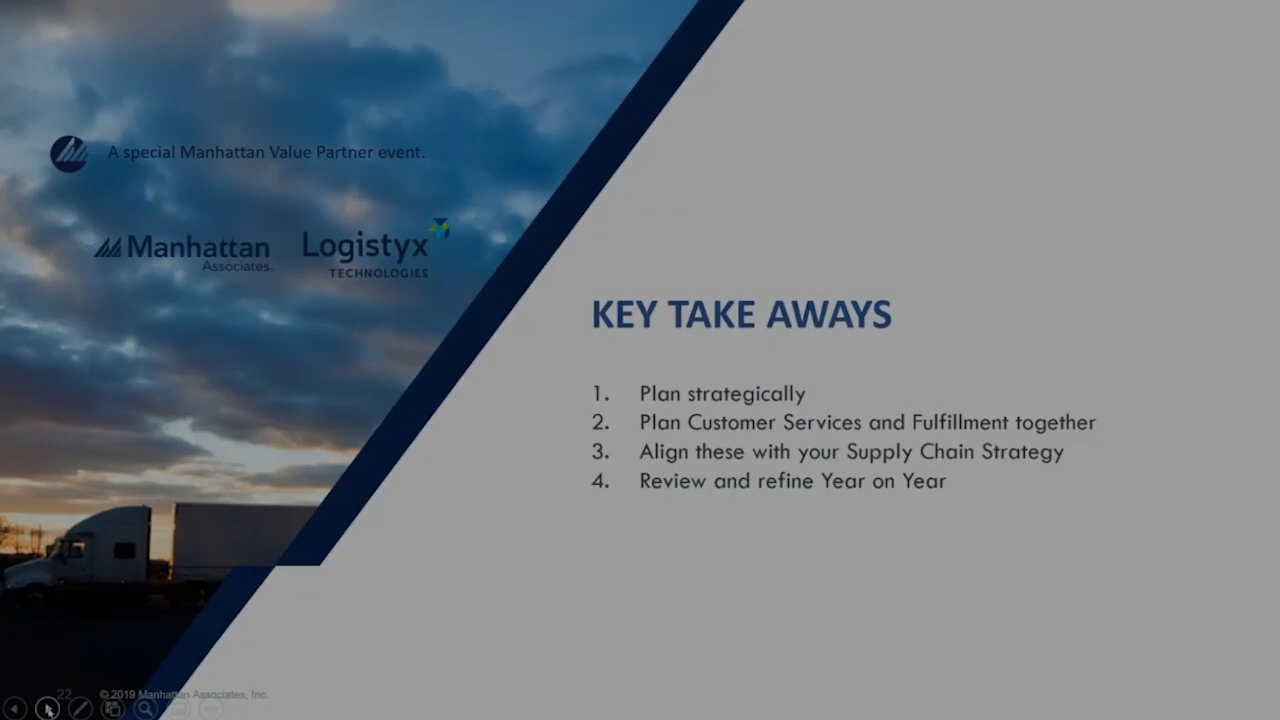 A special Manhattan Value Partner event.
Manhattan
Associates.
Logistyx
TECHNOLOGIES
KEY TAKE AWAYS
1. Plan strategically
2. Plan Customer Services and Fulfillment together
3. Align these with your Supply Chain Strategy
4. Review and refine Year on Year
22 © 2019 Manhattan Associates, Inc.